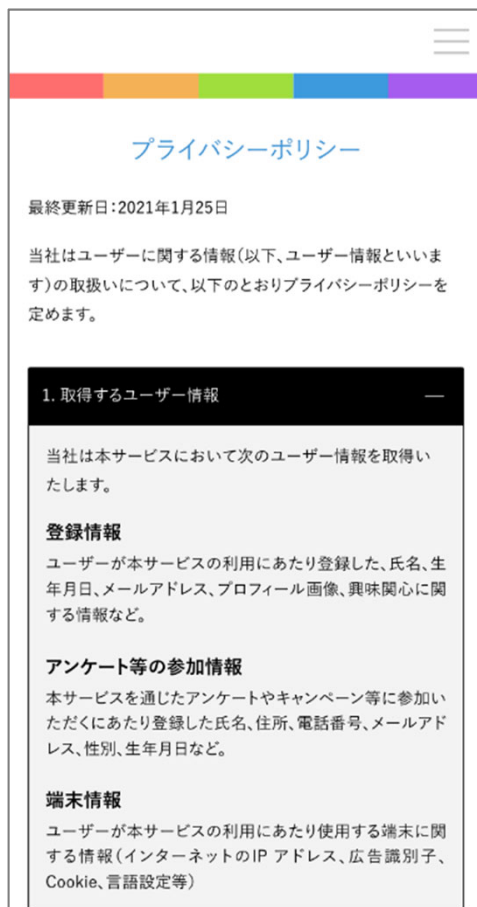 プライバシーポリシー
最終更新日：2021年1月25日
当社はユーザーに関する情報（以下、ユーザー情報といいま
す）の取扱いについて、以下のとおりプライバシーポリシーを
定めます。
1. 取得するユーザー情報
当社は本サービスにおいて次のユーザー情報を取得い
たします。
登録情報
ユーザーが本サービスの利用にあたり登録した、氏名、生
年月日、メールアドレス、プロフィール画像、興味関心に関
する情報など。
アンケート等の参加情報
本サービスを通じたアンケートやキャンペーン等に参加い
ただくにあたり登録した氏名、住所、電話番号、メールアド
レス、性別、生年月日など。
端末情報
ユーザーが本サービスの利用にあたり使用する端末に関
する情報（インターネットのIP アドレス、広告識別子、
Cookie、言語設定等）